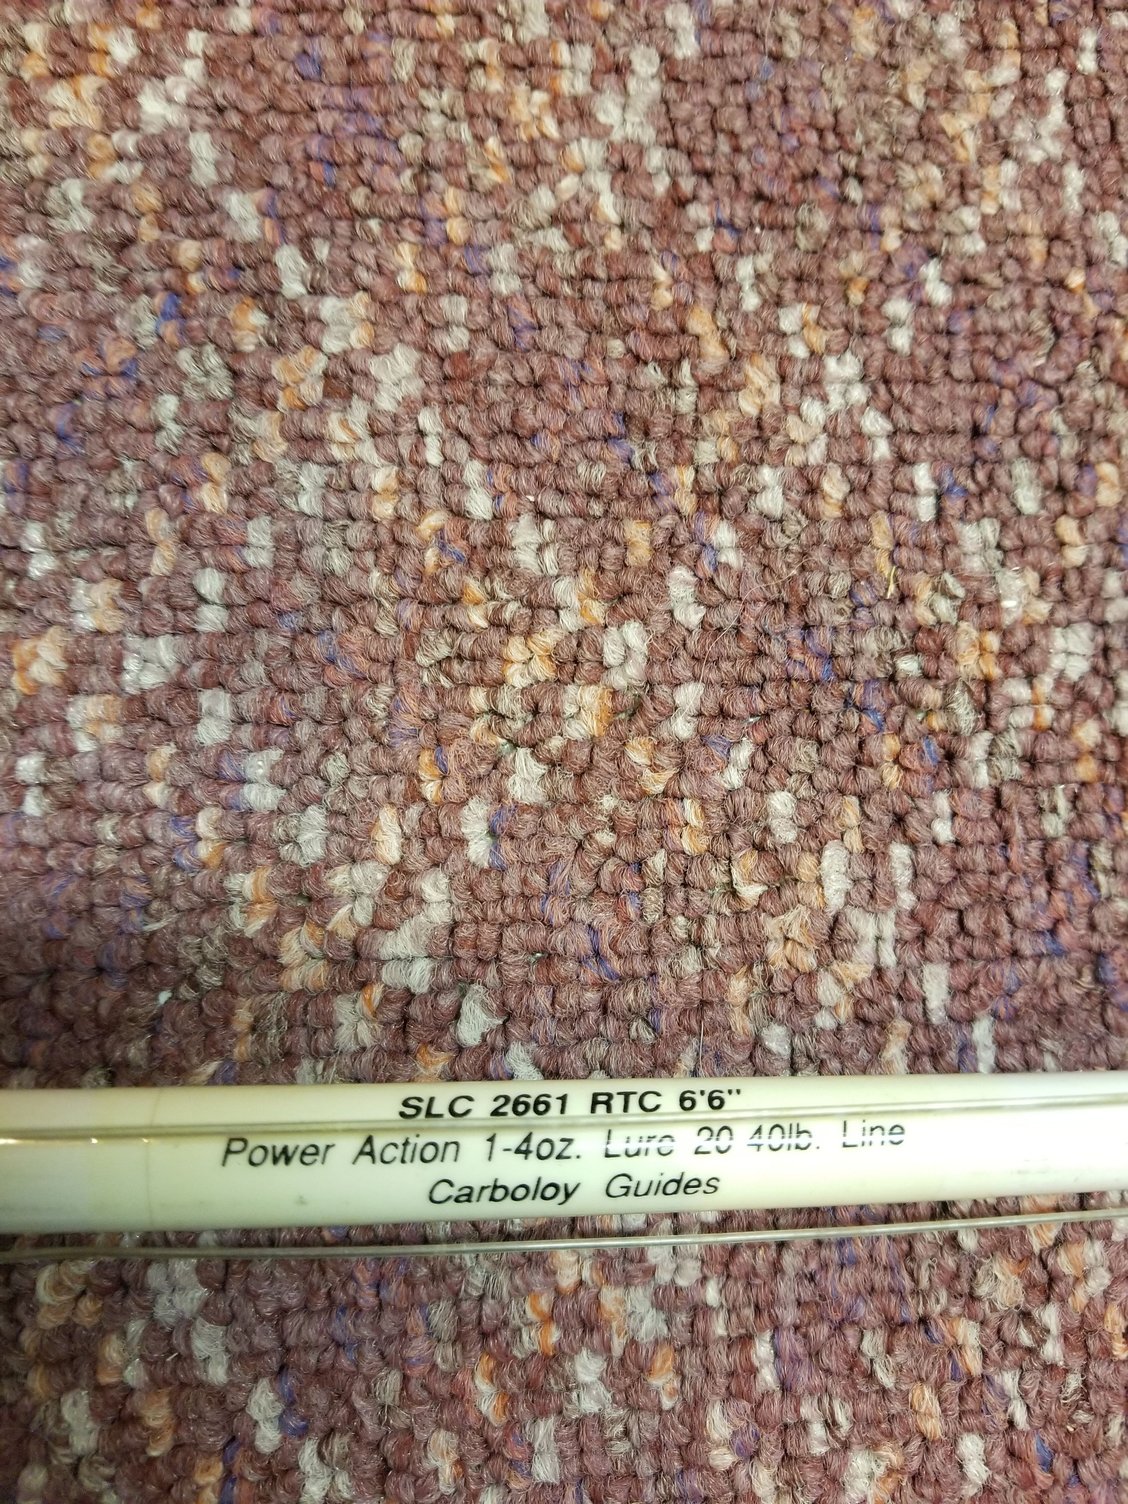 SLC 2661 RTC 6'6"
Power Action 1-4oz. Lure 20-40lb. Line
Carboloy Guides